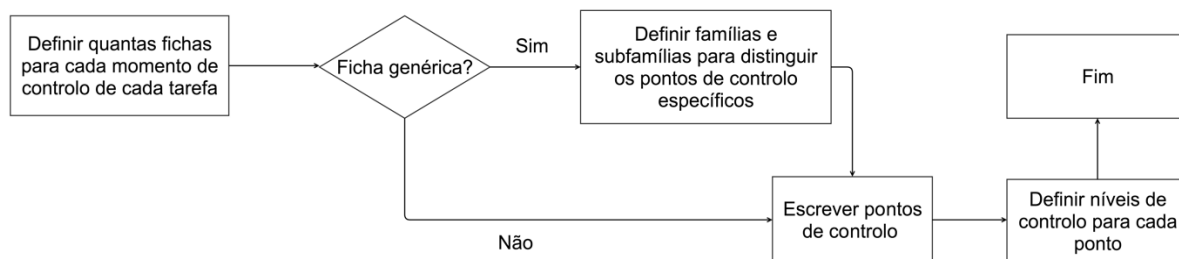 Definir quantas fichas
para cada momento de
controlo de cada tarefa
Ficha genérica?
Sim
Definir famílias e
subfamílias para distinguir
os pontos de controlo
específicos
Não
Escrever pontos
de controlo
Definir níveis de
controlo para cada
ponto
Fim